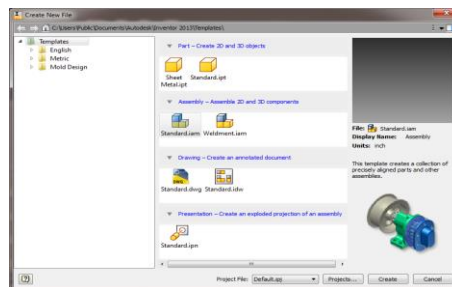 Create New File
C:\Users\Public\Documents\Autodesk\Inventor 2013\Templates\
Templates
English
Metric
Mold Design
Part – Create 2D and 3D objects
Sheet Metal.ipt
Standard.ipt
Assembly – Assemble 2D and 3D components
Standard.iam
Weldment.iam
Drawing – Create an annotated document
Standard.dwg
Standard.idw
Presentation – Create an exploded projection of an assembly
Standard.ipn
File: Standard.iam
Display Name: Assembly
Units: inch
This template creates a collection of
precisely aligned parts and other
assemblies.
Project File: Default.ipj
Projects...
Create
Cancel